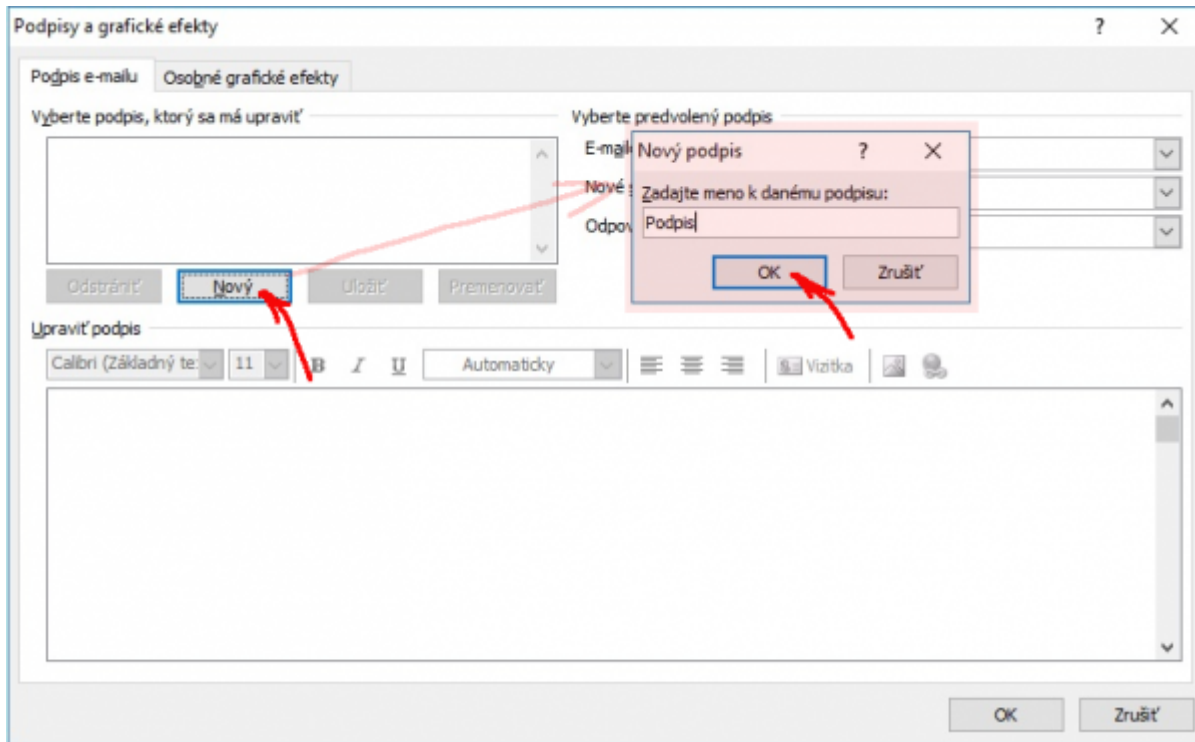 Podpisy a grafické efekty ?
Podpis e-mailu Osobné grafické efekty
Vyberte podpis, ktorý sa má upraviť
Vyberte predvolený podpis
Nové
Nový podpis ?
Zadajte meno k danému podpisu:
Podpis
OK Zrušiť
Odstrániť Nový Uložiť Premenovať
Upraviť podpis
Calibri (Základný te 11 B I U Automaticky Vizitka
OK Zrušiť